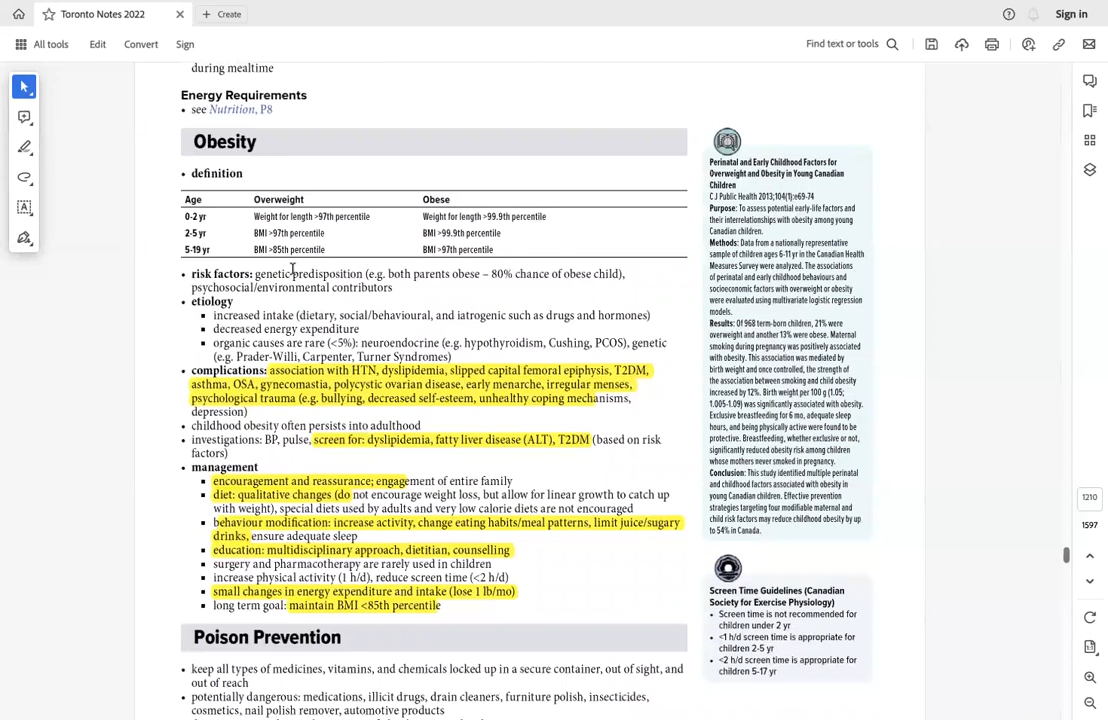 Toronto Notes 2022
Create
Sign in
All tools
Edit
Convert
Sign
Find text or tools
during mealtime
Energy Requirements
• see Nutrition, P8
Obesity
• definition
Age Overweight Obese
0-2 yr Weight for length >97th percentile Weight for length >99.9th percentile
2-5 yr BMI >97th percentile BMI >99.9th percentile
5-19 yr BMI >85th percentile BMI >97th percentile
• risk factors: genetic predisposition (e.g. both parents obese – 80% chance of obese child),
psychosocial/environmental contributors
• etiology
▪ increased intake (dietary, social/behavioural, and iatrogenic such as drugs and hormones)
▪ decreased energy expenditure
▪ organic causes are rare (<5%): neuroendocrine (e.g. hypothyroidism, Cushing, PCOS), genetic
(e.g. Prader-Willi, Carpenter, Turner Syndromes)
• complications: association with HTN, dyslipidemia, slipped capital femoral epiphysis, T2DM,
asthma, OSA, gynecomastia, polycystic ovarian disease, early menarche, irregular menses,
psychological trauma (e.g. bullying, decreased self-esteem, unhealthy coping mechanisms,
depression)
• childhood obesity often persists into adulthood
• investigations: BP, pulse, screen for: dyslipidemia, fatty liver disease (ALT), T2DM (based on risk
factors)
• management
▪ encouragement and reassurance; engagement of entire family
▪ diet: qualitative changes (do not encourage weight loss, but allow for linear growth to catch up
with weight), special diets used by adults and very low calorie diets are not encouraged
▪ behaviour modification: increase activity, change eating habits/meal patterns, limit juice/sugary
drinks, ensure adequate sleep
▪ education: multidisciplinary approach, dietitian, counselling
▪ surgery and pharmacotherapy are rarely used in children
▪ increase physical activity (1 h/d), reduce screen time (<2 h/d)
▪ small changes in energy expenditure and intake (lose 1 lb/mo)
▪ long term goal: maintain BMI <85th percentile
Poison Prevention
• keep all types of medicines, vitamins, and chemicals locked up in a secure container, out of sight, and
out of reach
• potentially dangerous: medications, illicit drugs, drain cleaners, furniture polish, insecticides,
cosmetics, nail polish remover, automotive products
Perinatal and Early Childhood Factors for
Overweight and Obesity in Young Canadian
Children
C J Public Health 2013;104(1):e69-74
Purpose: To assess potential early-life factors and
their interrelationships with obesity among young
Canadian children.
Methods: Data from a nationally representative
sample of children ages 6-11 yr in the Canadian Health
Measures Survey were analyzed. The associations
of perinatal and early childhood behaviours and
socioeconomic factors with overweight or obesity
were evaluated using multivariate logistic regression
models.
Results: Of 968 term-born children, 21% were
overweight and another 13% were obese. Maternal
smoking during pregnancy was positively associated
with obesity. This association was mediated by
birth weight and once controlled, the strength of
the association between smoking and child obesity
increased by 12%. Birth weight per 100 g (1.05;
1.005-1.09) was significantly associated with obesity.
Exclusive breastfeeding for 6 mo, adequate sleep
hours, and being physically active were found to be
protective. Breastfeeding, whether exclusive or not,
significantly reduced obesity risk among children
whose mothers never smoked in pregnancy.
Conclusion: This study identified multiple perinatal
and childhood factors associated with obesity in
young Canadian children. Effective prevention
strategies targeting four modifiable maternal and
child risk factors may reduce childhood obesity by up
to 54% in Canada.
Screen Time Guidelines (Canadian
Society for Exercise Physiology)
• Screen time is not recommended for
children under 2 yr
• <1 h/d screen time is appropriate for
children 2-5 yr
• <2 h/d screen time is appropriate for
children 5-17 yr
1210
1597